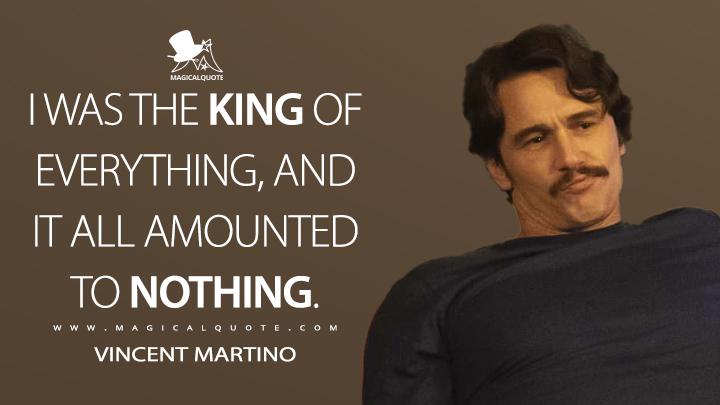 MAGICALQUOTE
I WAS THE KING OF
EVERYTHING, AND
IT ALL AMOUNTED
TO NOTHING.
WWW.MAGICALQUOTE.COM
VINCENT MARTINO